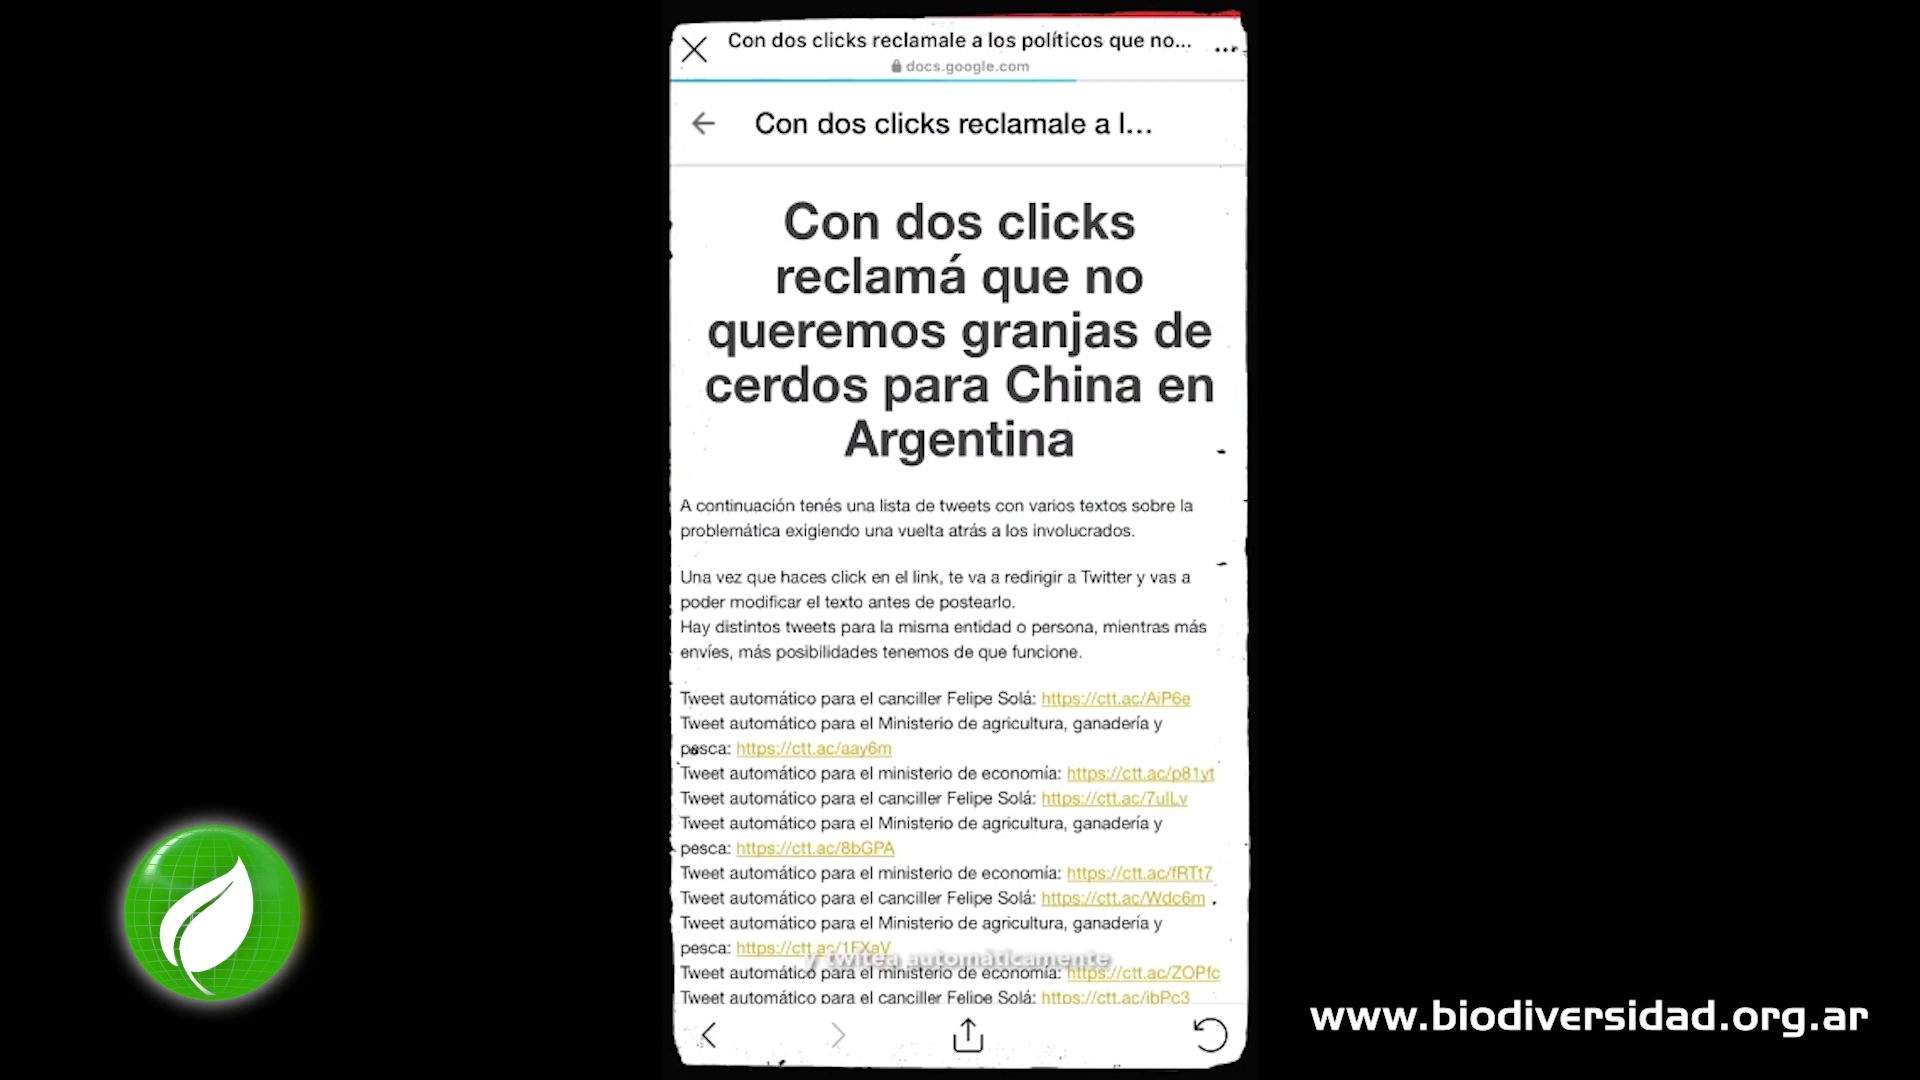 Con dos clicks reclamale a los políticos que no...
docs.google.com
Con dos clicks reclamale a l...
Con dos clicks
reclamá que no
queremos granjas de
cerdos para China en
Argentina
A continuación tenés una lista de tweets con varios textos sobre la
problemática exigiendo una vuelta atrás a los involucrados.
Una vez que haces click en el link, te va a redirigir a Twitter y vas a
poder modificar el texto antes de postearlo.
Hay distintos tweets para la misma entidad o persona, mientras más
envíes, más posibilidades tenemos de que funcione.
Tweet automático para el canciller Felipe Solá: https://ctt.ac/AiP6e
Tweet automático para el Ministerio de agricultura, ganadería y
pesca: https://ctt.ac/aay6m
Tweet automático para el ministerio de economía: https://ctt.ac/p81yt
Tweet automático para el canciller Felipe Solá: https://ctt.ac/7uILv
Tweet automático para el Ministerio de agricultura, ganadería y
pesca: https://ctt.ac/8bGPA
Tweet automático para el ministerio de economía: https://ctt.ac/fRTt7
Tweet automático para el canciller Felipe Solá: https://ctt.ac/Wdc6m
Tweet automático para el Ministerio de agricultura, ganadería y
pesca: https://ctt.ac/1FXaV
y twitea automáticamente
Tweet automático para el ministerio de economía: https://ctt.ac/ZOPfc
Tweet automático para el canciller Felipe Solá: https://ctt.ac/ibPc3
www.biodiversidad.org.ar